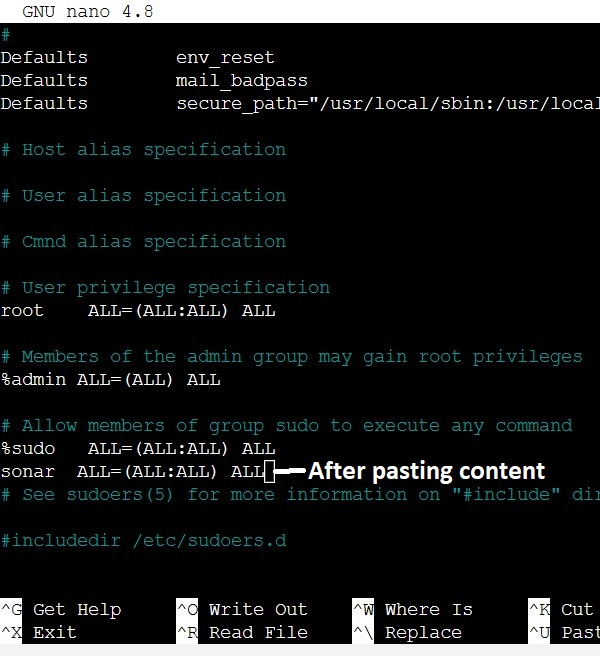 GNU nano 4.8
#
Defaults env_reset
Defaults mail_badpass
Defaults secure_path="/usr/local/sbin:/usr/local
# Host alias specification
# User alias specification
# Cmnd alias specification
# User privilege specification
root ALL=(ALL:ALL) ALL
# Members of the admin group may gain root privileges
%admin ALL=(ALL) ALL
# Allow members of group sudo to execute any command
%sudo ALL=(ALL:ALL) ALL
sonar ALL=(ALL:ALL) ALL After pasting content
# See sudoers(5) for more information on "#include" dir
#includedir /etc/sudoers.d
^G Get Help ^O Write Out ^W Where Is ^K Cut
^X Exit ^R Read File ^\ Replace ^U Past